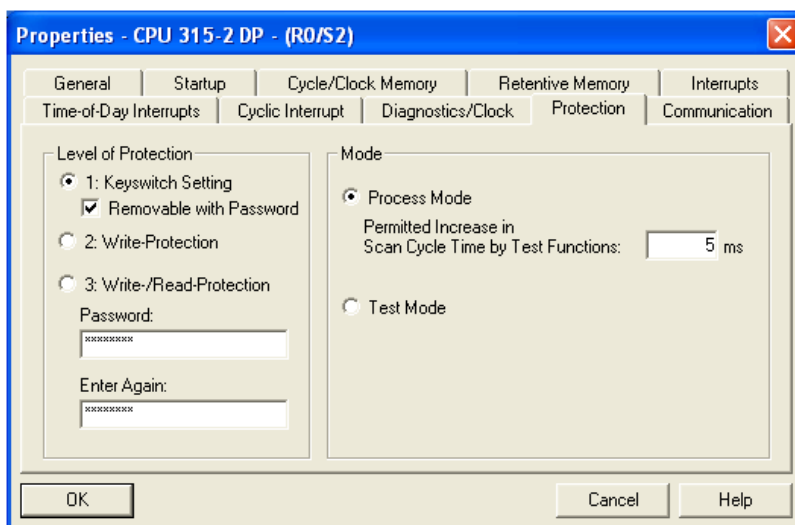 Properties - CPU 315-2 DP - (R0/S2)
General Startup Cycle/Clock Memory Retentive Memory Interrupts
Time-of-Day Interrupts Cyclic Interrupt Diagnostics/Clock Protection Communication
Level of Protection
1: Keyswitch Setting
Removable with Password
2: Write-Protection
3: Write-/Read-Protection
Password:
********
Enter Again:
********
Mode
Process Mode
Permitted Increase in
Scan Cycle Time by Test Functions: 5 ms
Test Mode
OK Cancel Help